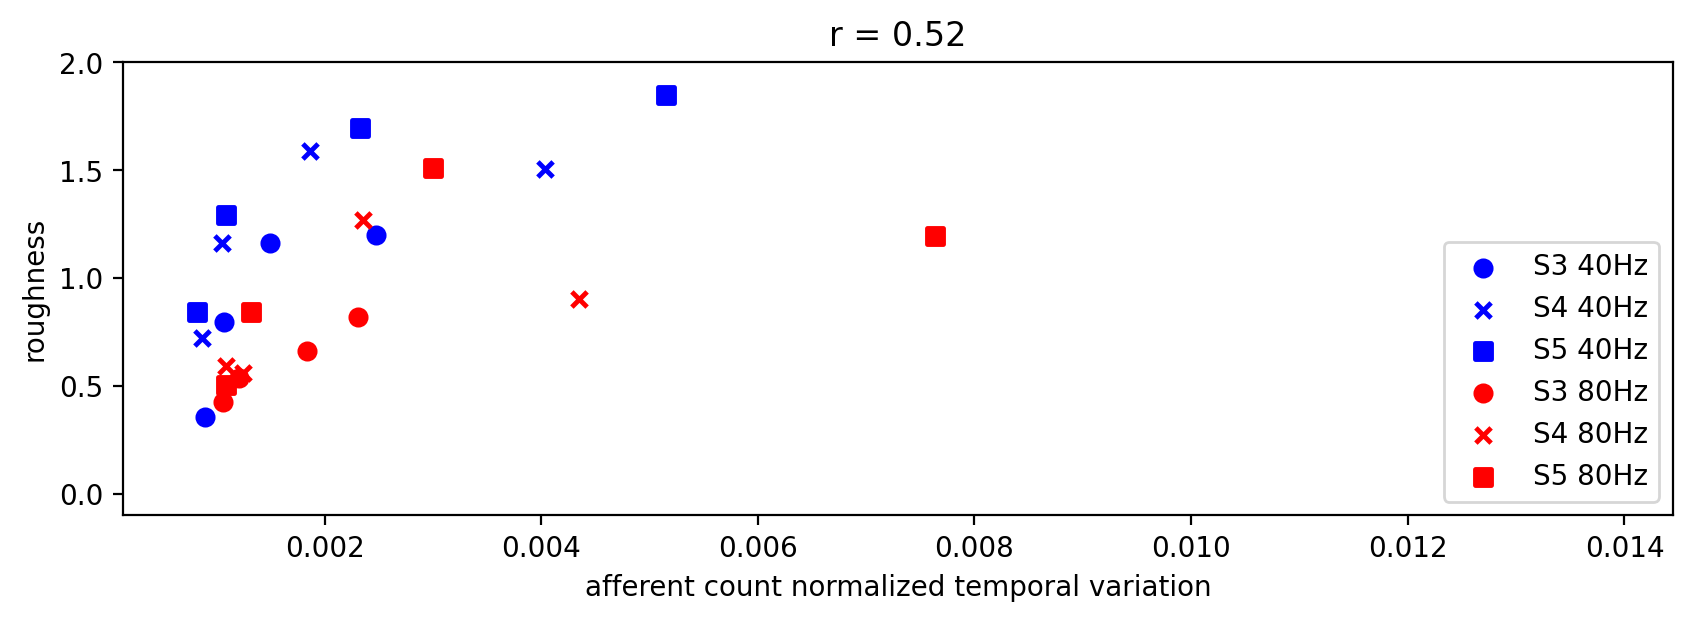 r = 0.52
2.0
1.5
1.0
0.5
0.0
roughness
S3 40Hz
S4 40Hz
S5 40Hz
S3 80Hz
S4 80Hz
S5 80Hz
0.002 0.004 0.006 0.008 0.010 0.012 0.014
afferent count normalized temporal variation